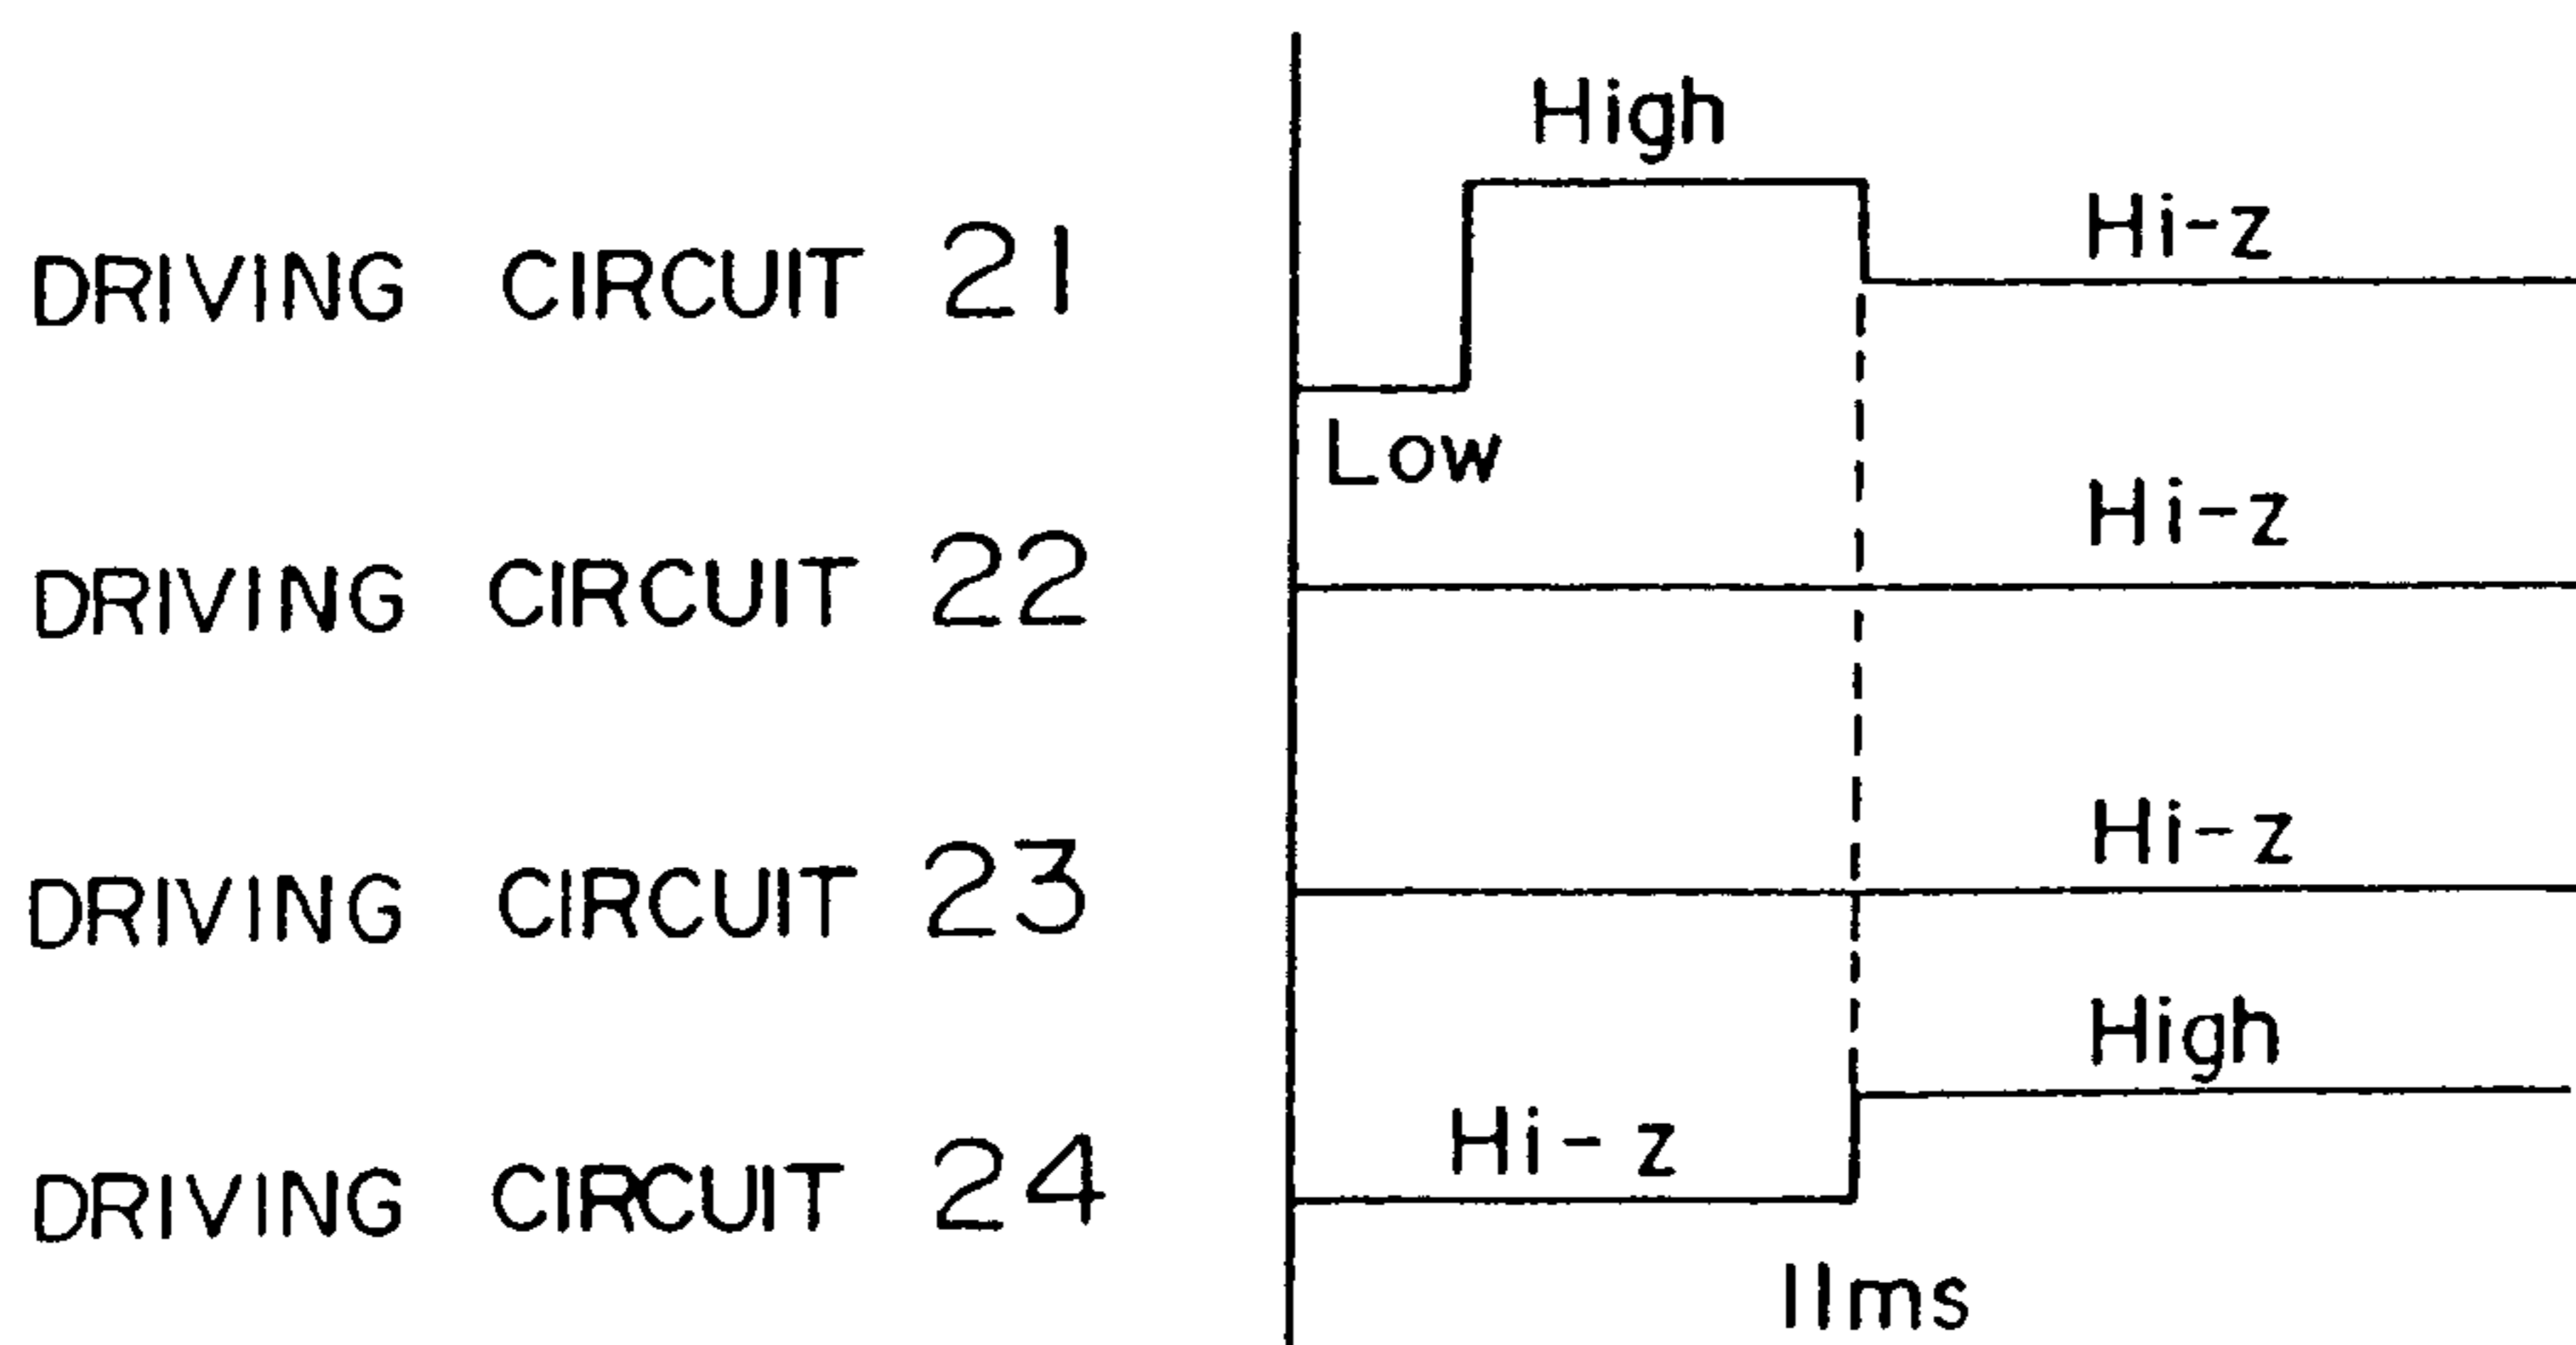 High
DRIVING CIRCUIT 21
Hi-z
Low
DRIVING CIRCUIT 22
Hi-z
DRIVING CIRCUIT 23
Hi-z
DRIVING CIRCUIT 24
Hi-z
High
11ms